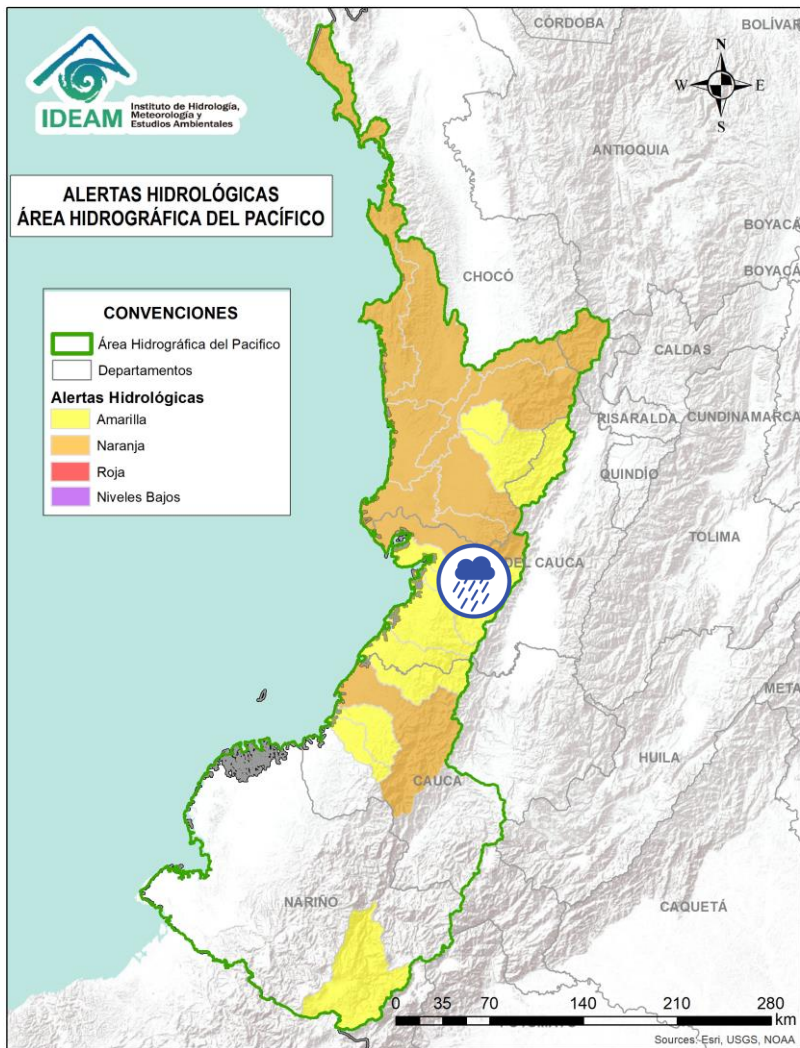 CÓRDOBA
BOLÍVAR
IDEAM
Instituto de Hidrología,
Meteorología y
Estudios Ambientales
N
W
E
S
ANTIOQUIA
ALERTAS HIDROLÓGICAS
ÁREA HIDROGRÁFICA DEL PACÍFICO
BOYACÁ
CHOCÓ
BOYACÁ
CONVENCIONES
Área Hidrográfica del Pacifico
Departamentos
Alertas Hidrológicas
Amarilla
Naranja
Roja
Niveles Bajos
CALDAS
RISARALDA
CUNDINAMARCA
QUINDÍO
TOLIMA
DEL CAUCA
META
HUILA
CAUCA
NARIÑO
CAQUETÁ
0 35 70 140 210 280
km
Sources: Esri, USGS, NOAA